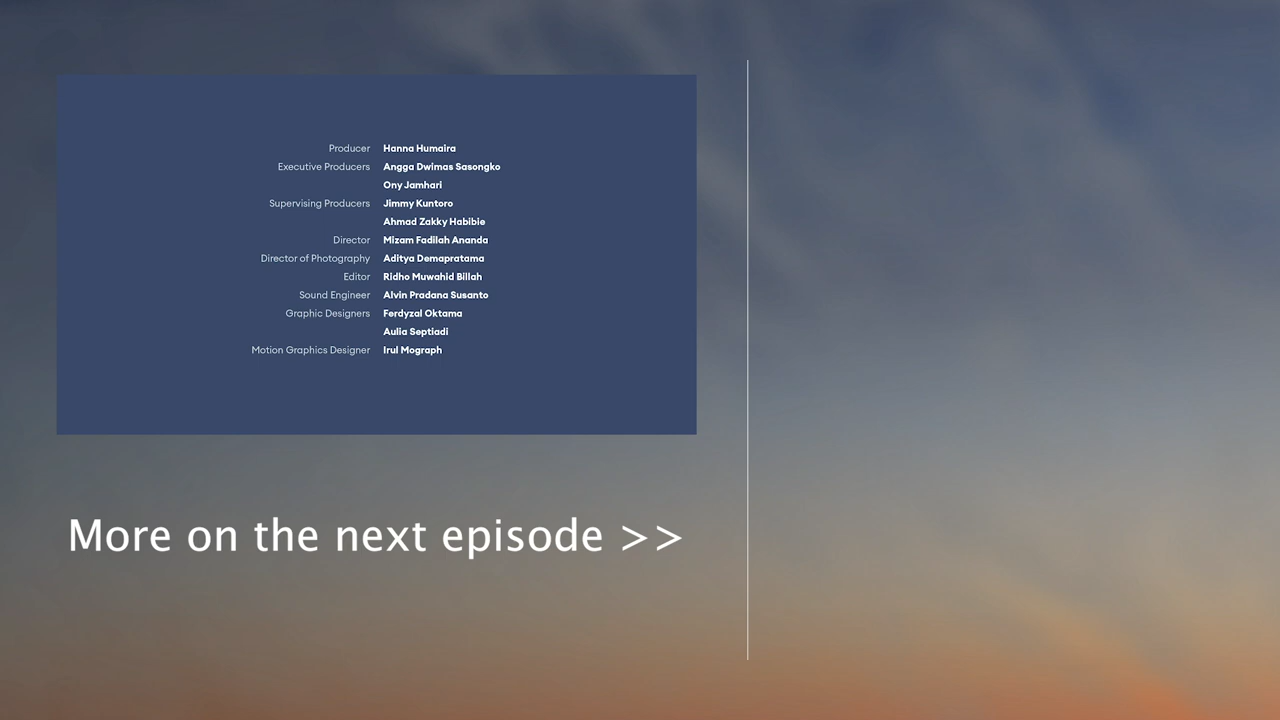 Producer Hanna Humaira
Executive Producers Angga Dwimas Sasongko
Ony Jamhari
Supervising Producers Jimmy Kuntoro
Ahmad Zakky Habibie
Director Mizam Fadilah Ananda
Director of Photography Aditya Demapratama
Editor Ridho Muwahid Billah
Sound Engineer Alvin Pradana Susanto
Graphic Designers Ferdyzal Oktama
Aulia Septiadi
Motion Graphics Designer Irul Mograph
More on the next episode >>